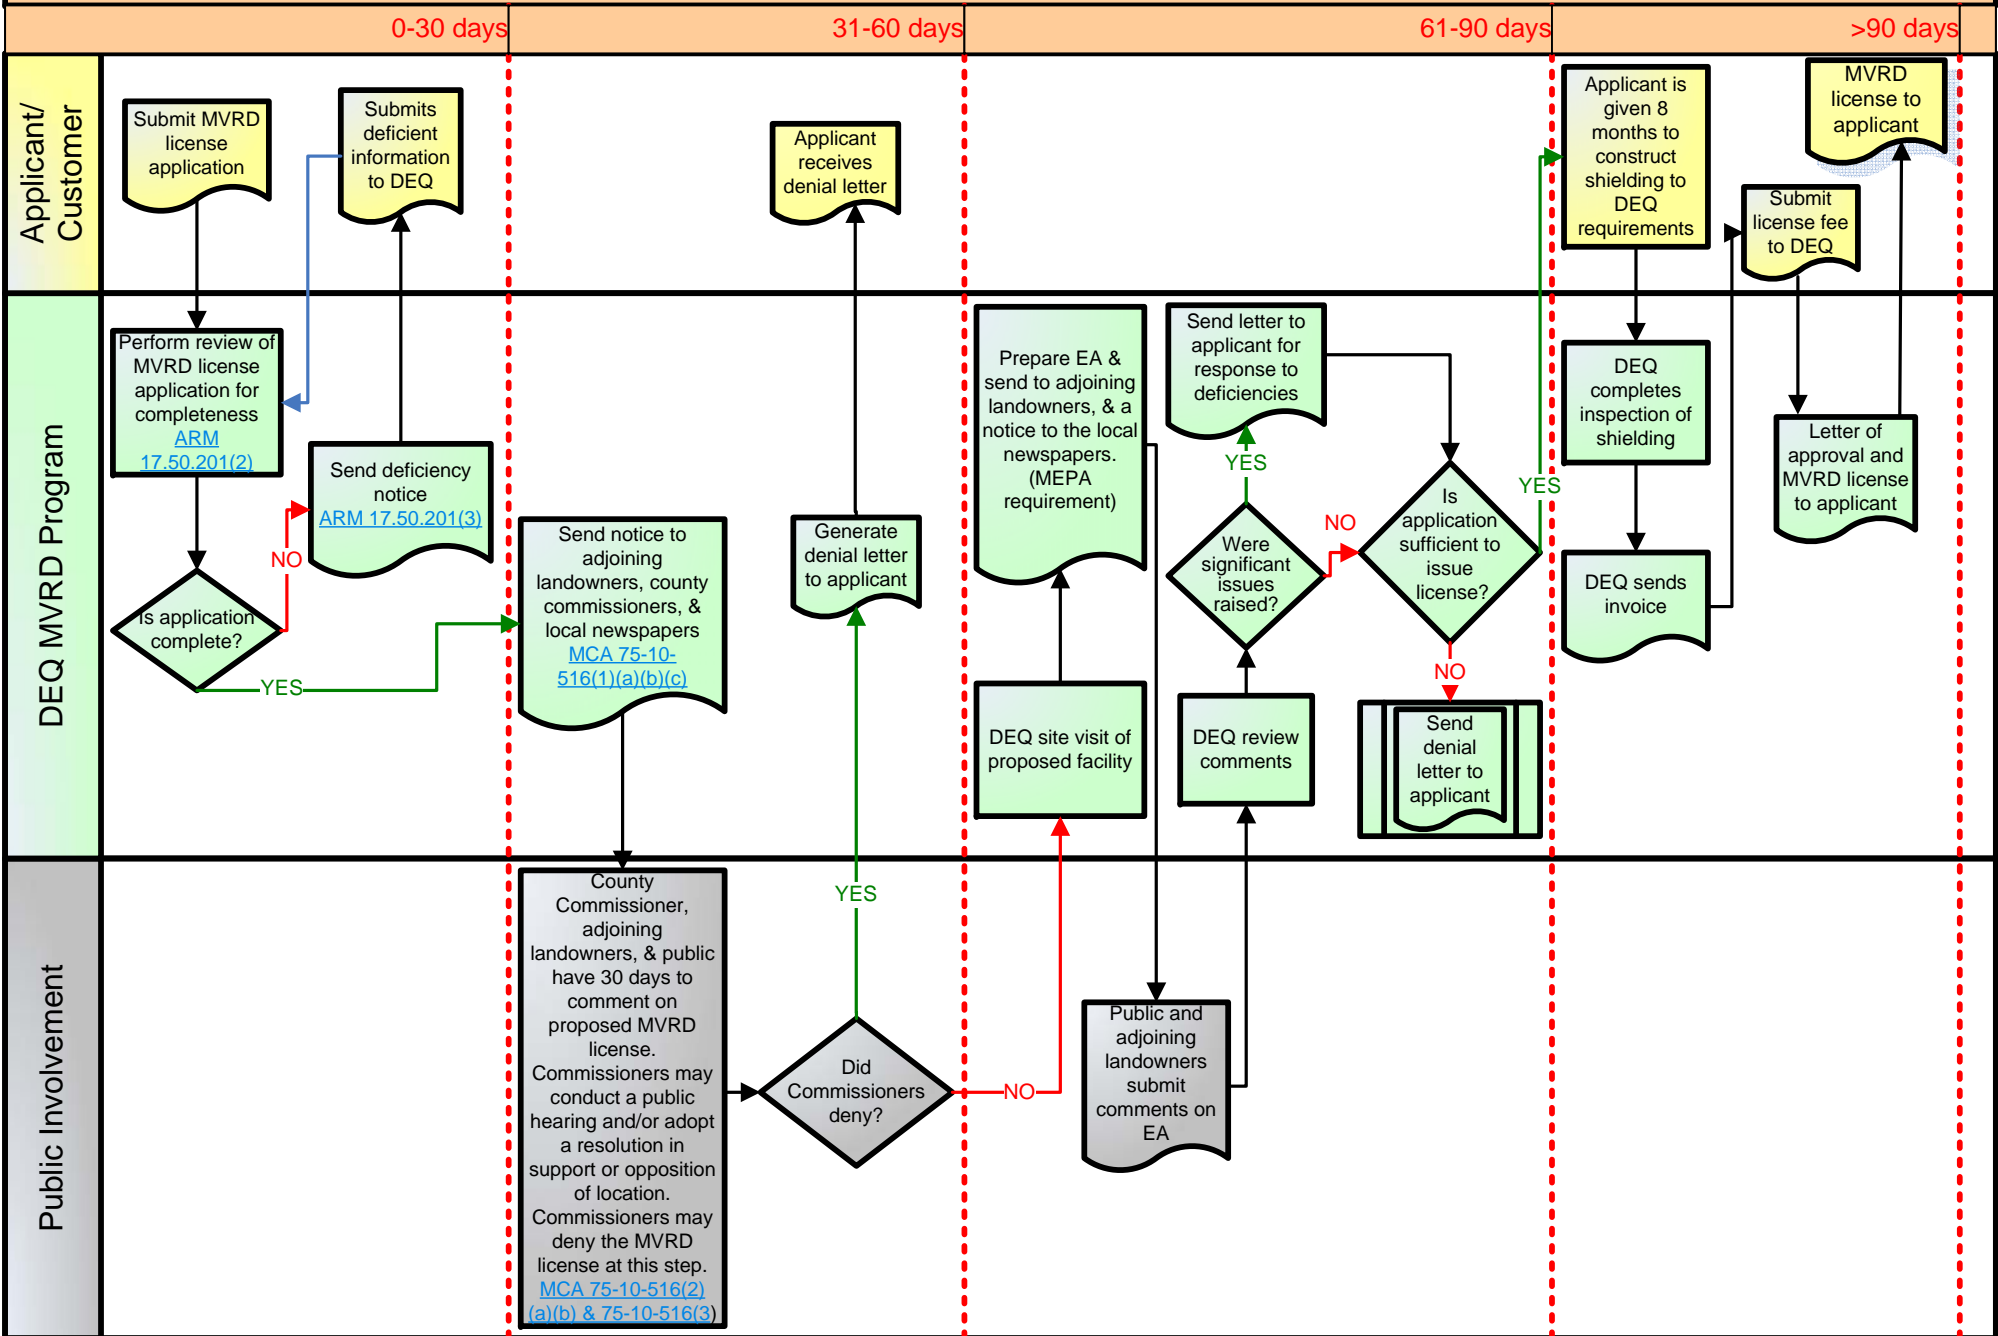 0-30 days
31-60 days
61-90 days
>90 days
Applicant/
Customer
Submit MVRD
license
application
Submits
deficient
information
to DEQ
Applicant
receives
denial letter
Applicant is
given 8
months to
construct
shielding to
DEQ
requirements
MVRD
license to
applicant
Submit
license fee
to DEQ
DEQ MVRD Program
Perform review of
MVRD license
application for
completeness
ARM
17.50.201(2)
Send deficiency
notice
ARM 17.50.201(3)
NO
Is application
complete?
YES
Send notice to
adjoining
landowners, county
commissioners, &
local newspapers
MCA 75-10-
516(1)(a)(b)(c)
Generate
denial letter
to applicant
YES
Prepare EA &
send to adjoining
landowners, & a
notice to the local
newspapers.
(MEPA
requirement)
DEQ site visit of
proposed facility
Send letter to
applicant for
response to
deficiencies
YES
Were
significant
issues
raised?
NO
DEQ review
comments
Is
application
sufficient to
issue
license?
YES
NO
Send
denial
letter to
applicant
DEQ
completes
inspection of
shielding
DEQ sends
invoice
Letter of
approval and
MVRD license
to applicant
Public Involvement
County
Commissioner,
adjoining
landowners, & public
have 30 days to
comment on
proposed MVRD
license.
Commissioners may
conduct a public
hearing and/or adopt
a resolution in
support or opposition
of location.
Commissioners may
deny the MVRD
license at this step.
MCA 75-10-516(2)
(a)(b) & 75-10-516(3)
Did
Commissioners
deny?
NO
Public and
adjoining
landowners
submit
comments on
EA